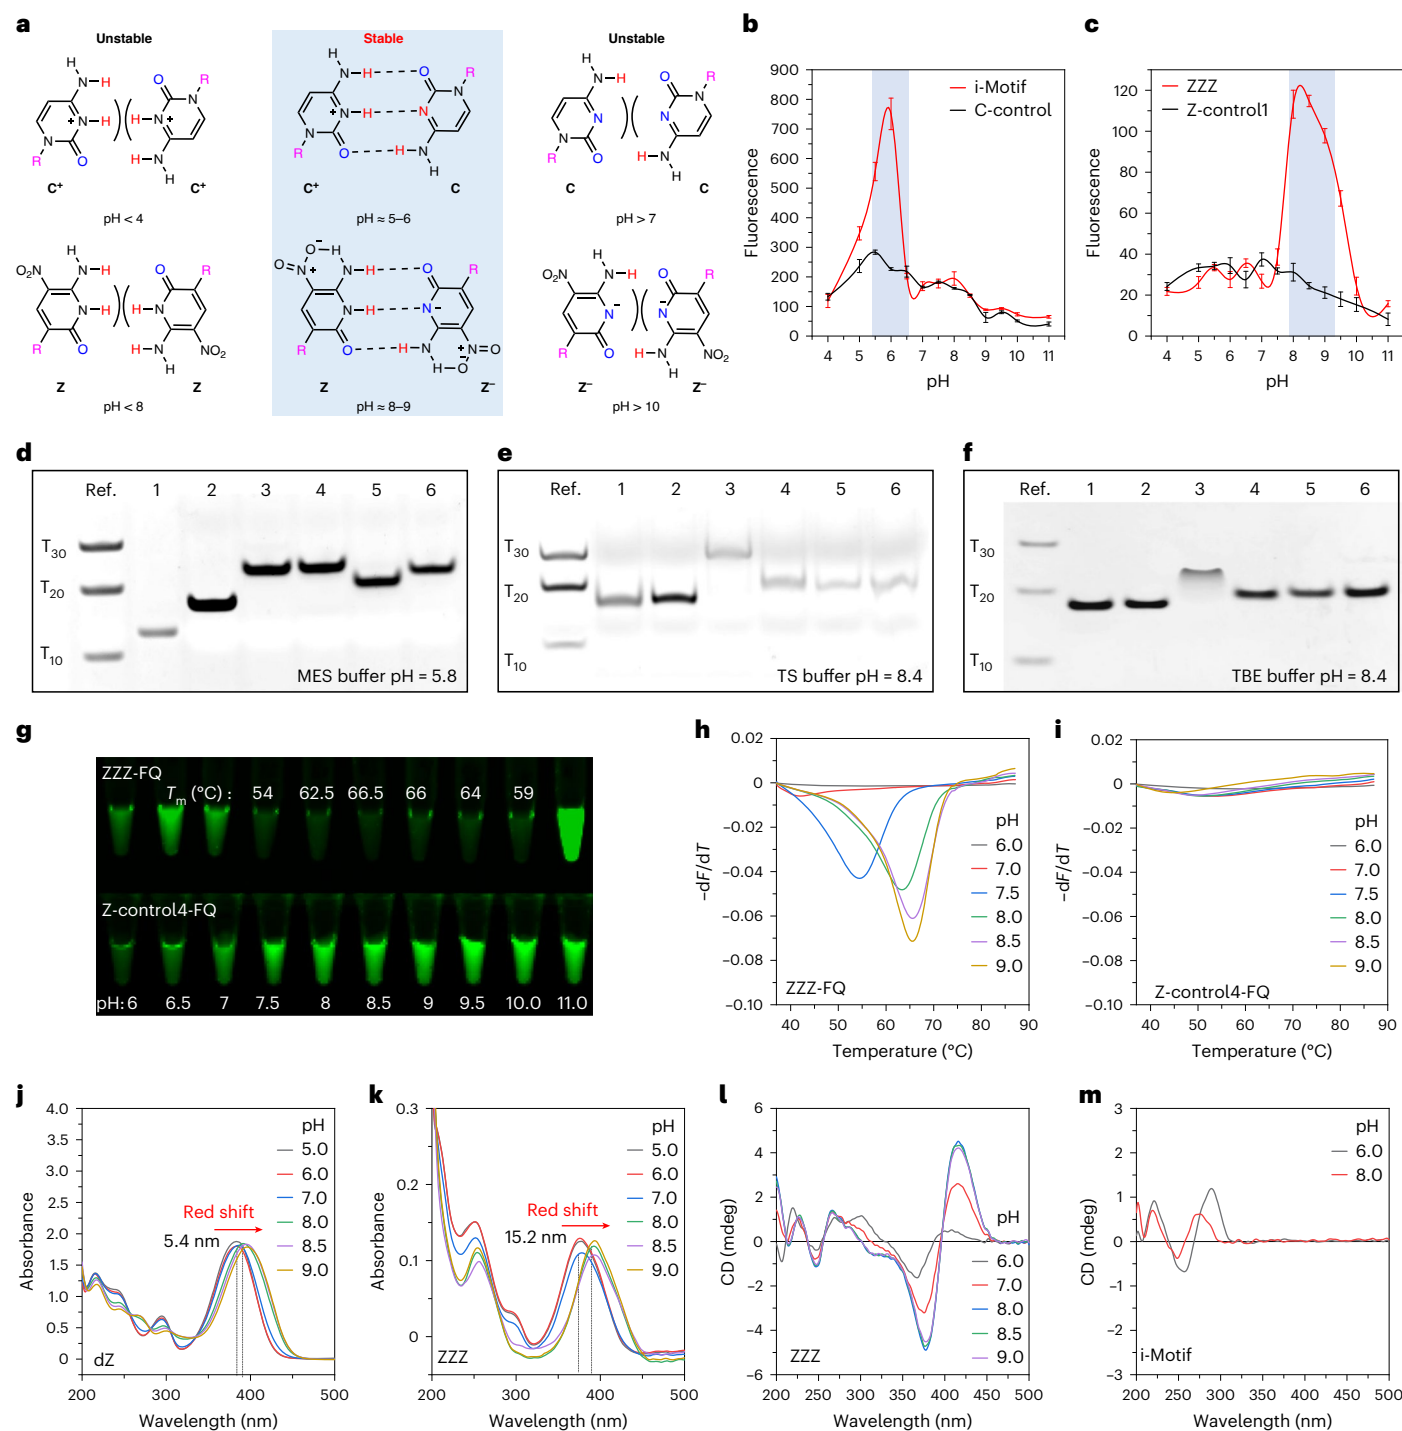 a
Unstable
Stable
Unstable
C⁺
C⁺
C⁺
C
C
C
pH < 4
pH ≈ 5–6
pH > 7
Z
Z
Z
Z⁻
Z⁻
Z⁻
pH < 8
pH ≈ 8–9
pH > 10
b
i-Motif
C-control
Fluorescence
900
800
700
600
500
400
300
200
100
0
4 5 6 7 8 9 10 11
pH
c
ZZZ
Z-control1
Fluorescence
120
100
80
60
40
20
0
4 5 6 7 8 9 10 11
pH
d
Ref. 1 2 3 4 5 6
T30
T20
T10
MES buffer pH = 5.8
e
Ref. 1 2 3 4 5 6
T30
T20
T10
TS buffer pH = 8.4
f
Ref. 1 2 3 4 5 6
T30
T20
T10
TBE buffer pH = 8.4
g
ZZZ-FQ
Tm (°C) : 54 62.5 66.5 66 64 59
Z-control4-FQ
pH: 6 6.5 7 7.5 8 8.5 9 9.5 10.0 11.0
h
0.02
0
−0.02
−0.04
−0.06
−0.08
−0.10
−dF/dT
pH
6.0
7.0
7.5
8.0
8.5
9.0
ZZZ-FQ
40 50 60 70 80 90
Temperature (°C)
i
0.02
0
−0.02
−0.04
−0.06
−0.08
−0.10
−dF/dT
pH
6.0
7.0
7.5
8.0
8.5
9.0
Z-control4-FQ
40 50 60 70 80 90
Temperature (°C)
j
4.0
3.5
3.0
2.5
2.0
1.5
1.0
0.5
0
Absorbance
pH
5.0
6.0
7.0
8.0
8.5
9.0
Red shift
5.4 nm
dZ
200 300 400 500
Wavelength (nm)
k
0.3
0.2
0.1
0
Absorbance
pH
5.0
6.0
7.0
8.0
8.5
9.0
Red shift
15.2 nm
ZZZ
200 300 400 500
Wavelength (nm)
l
6
4
2
0
−2
−4
−6
CD (mdeg)
pH
6.0
7.0
8.0
8.5
9.0
ZZZ
200 250 300 350 400 450 500
Wavelength (nm)
m
3
2
1
0
−1
−2
−3
CD (mdeg)
pH
6.0
8.0
i-Motif
200 250 300 350 400 450 500
Wavelength (nm)